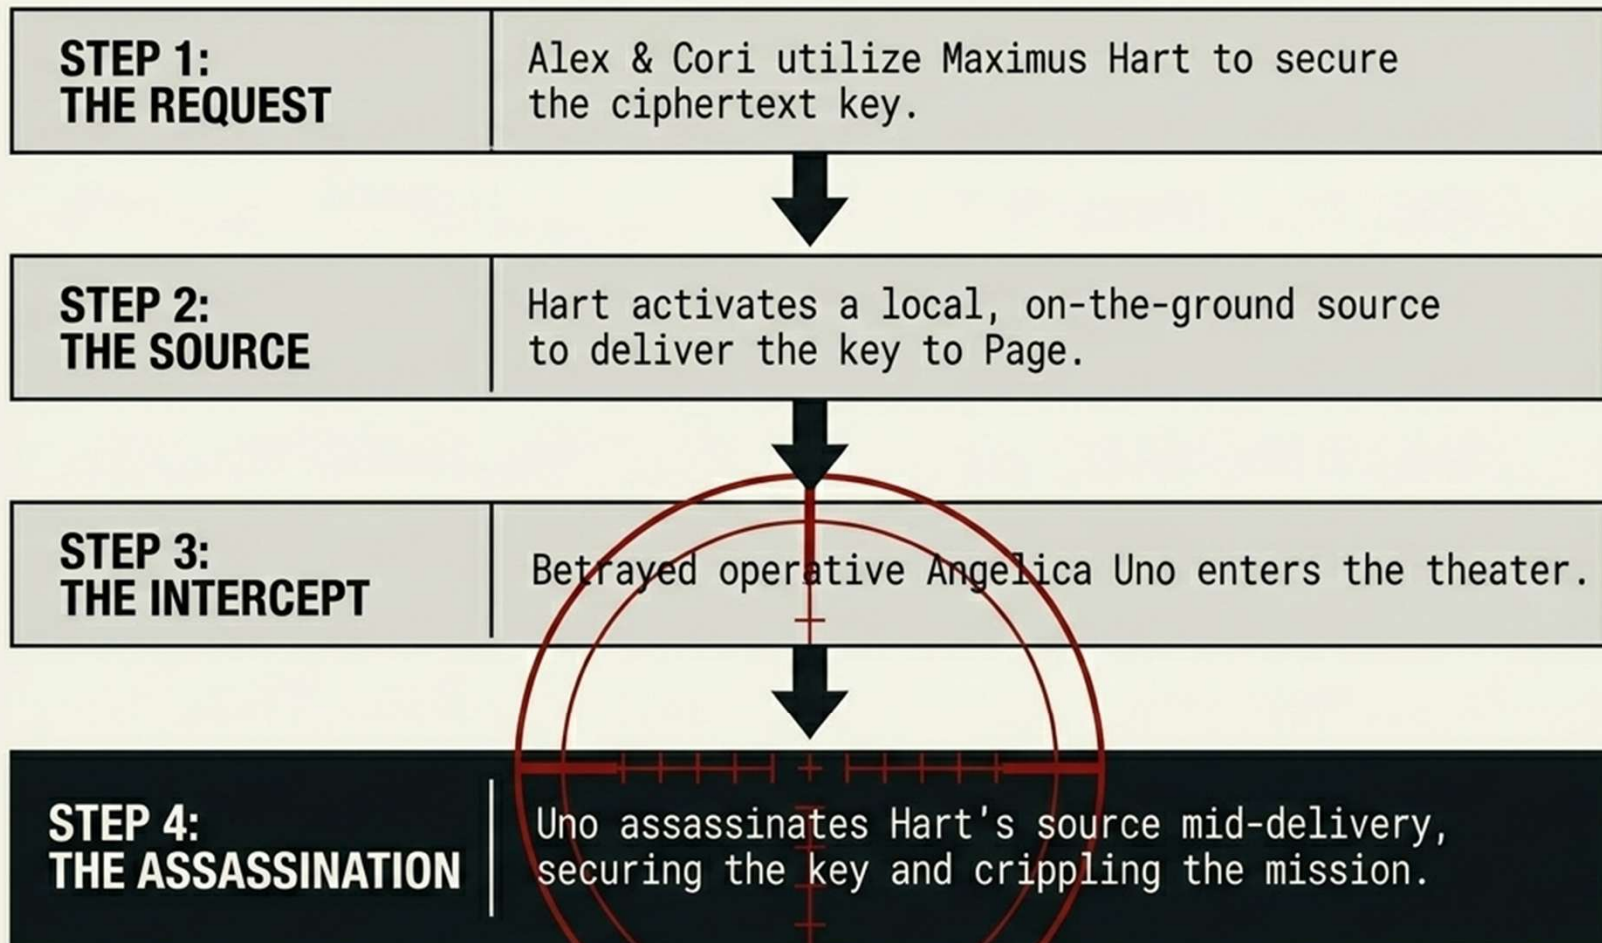 STEP 1:
THE REQUEST
Alex & Cori utilize Maximus Hart to secure
the ciphertext key.
STEP 2:
THE SOURCE
Hart activates a local, on-the-ground source
to deliver the key to Page.
STEP 3:
THE INTERCEPT
Betrayed operative Angelica Uno enters the theater.
STEP 4:
THE ASSASSINATION
Uno assassinates Hart's source mid-delivery,
securing the key and crippling the mission.